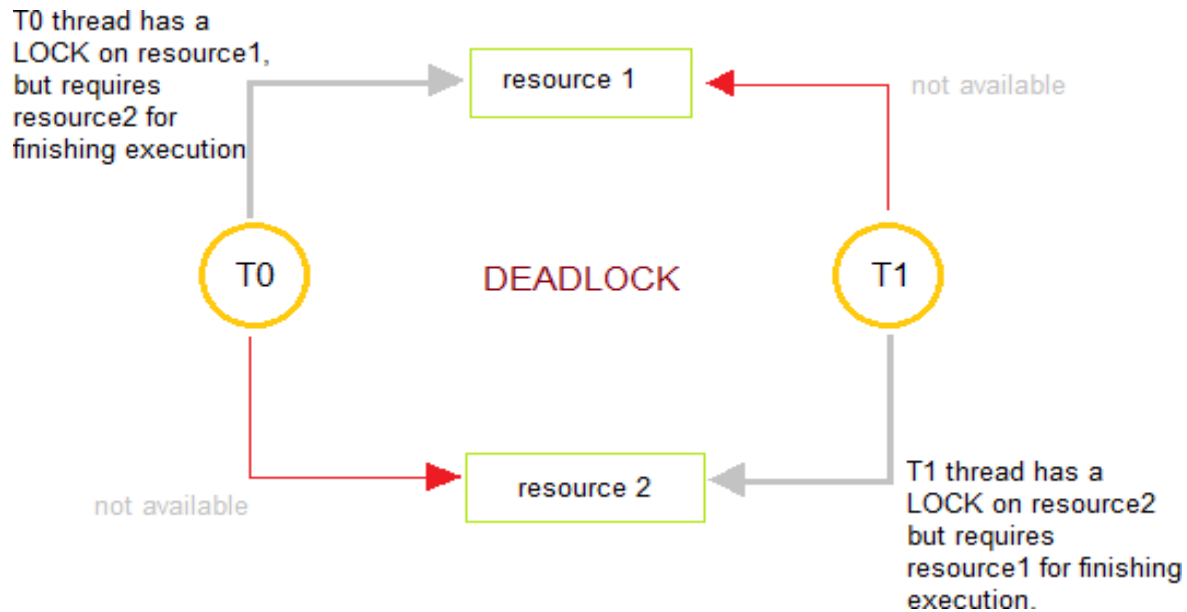 T0 thread has a
LOCK on resource1,
but requires
resource2 for
finishing execution
resource 1
not available
T0
DEADLOCK
T1
not available
resource 2
T1 thread has a
LOCK on resource2
but requires
resource1 for finishing
execution.